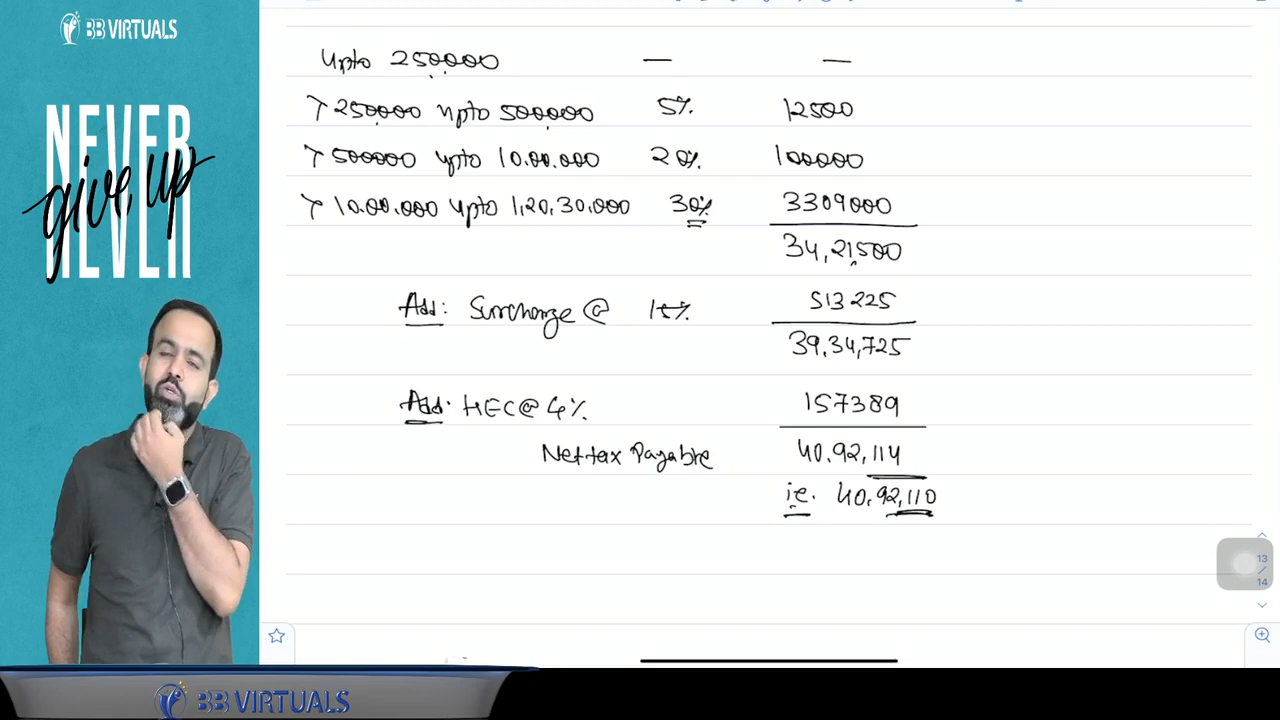 BB VIRTUALS
NEVER
give up
NEVER
Upto 250000 — —
> 250000 upto 500000 5% 12500
> 500000 upto 10,00,000 20% 100000
> 10,00,000 upto 1,20,30,000 30% 3309000
34,21,500
Add: Surcharge @ 15% 513225
39,34,725
Add: HEC @ 4% 157389
Net tax Payable 40,92,114
i.e. 40,92,110
13
/
14
BB VIRTUALS